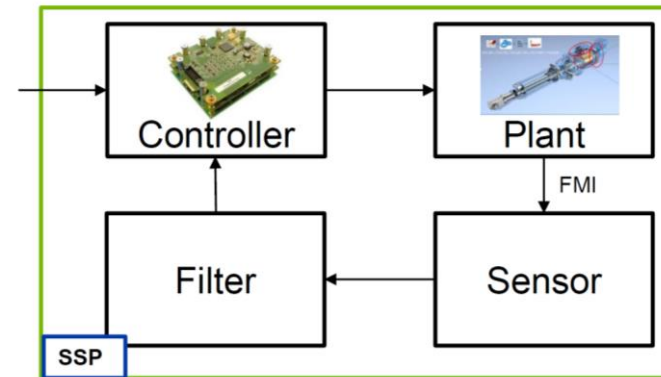 Controller
Plant
FMI
Filter
Sensor
SSP